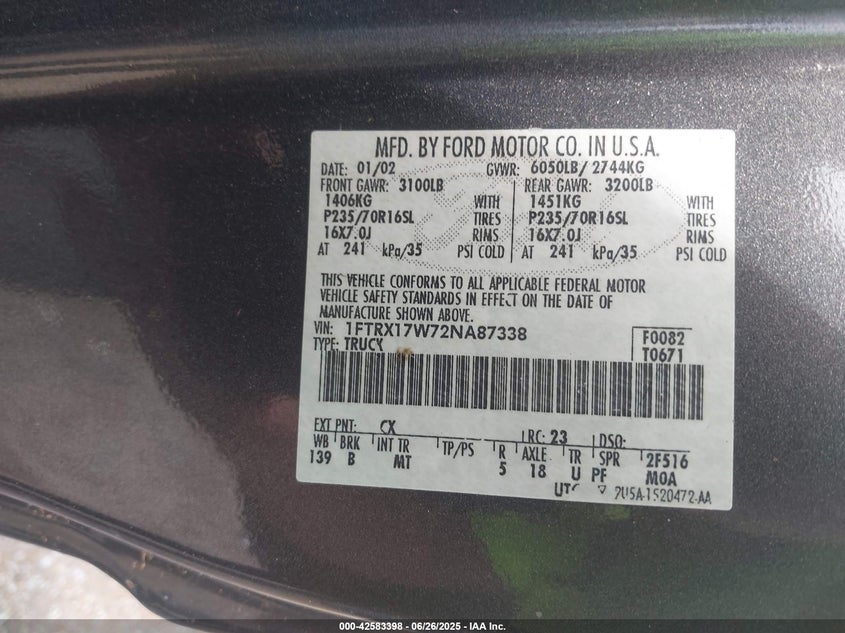 MFD. BY FORD MOTOR CO. IN U.S.A.
DATE: 01/02 GVWR: 6050LB/ 2744KG
FRONT GAWR: 3100LB REAR GAWR: 3200LB
1406KG WITH 1451KG WITH
P235/70R16SL TIRES P235/70R16SL TIRES
16X7.0J RIMS 16X7.0J RIMS
AT 241 kPa/35 PSI COLD AT 241 kPa/35 PSI COLD
THIS VEHICLE CONFORMS TO ALL APPLICABLE FEDERAL MOTOR
VEHICLE SAFETY STANDARDS IN EFFECT ON THE DATE OF
MANUFACTURE SHOWN ABOVE.
VIN: 1FTRX17W72NA87338 F0082
TYPE: TRUCK T0671
EXT PNT: CX RC: 23 DSO:
WB BRK INT TR TP/PS R AXLE TR SPR 2F516
139 B MT 5 18 U PF M0A
UTC ▽ 2U5A-1520472-AA
000-42583398 - 06/26/2025 - IAA Inc.